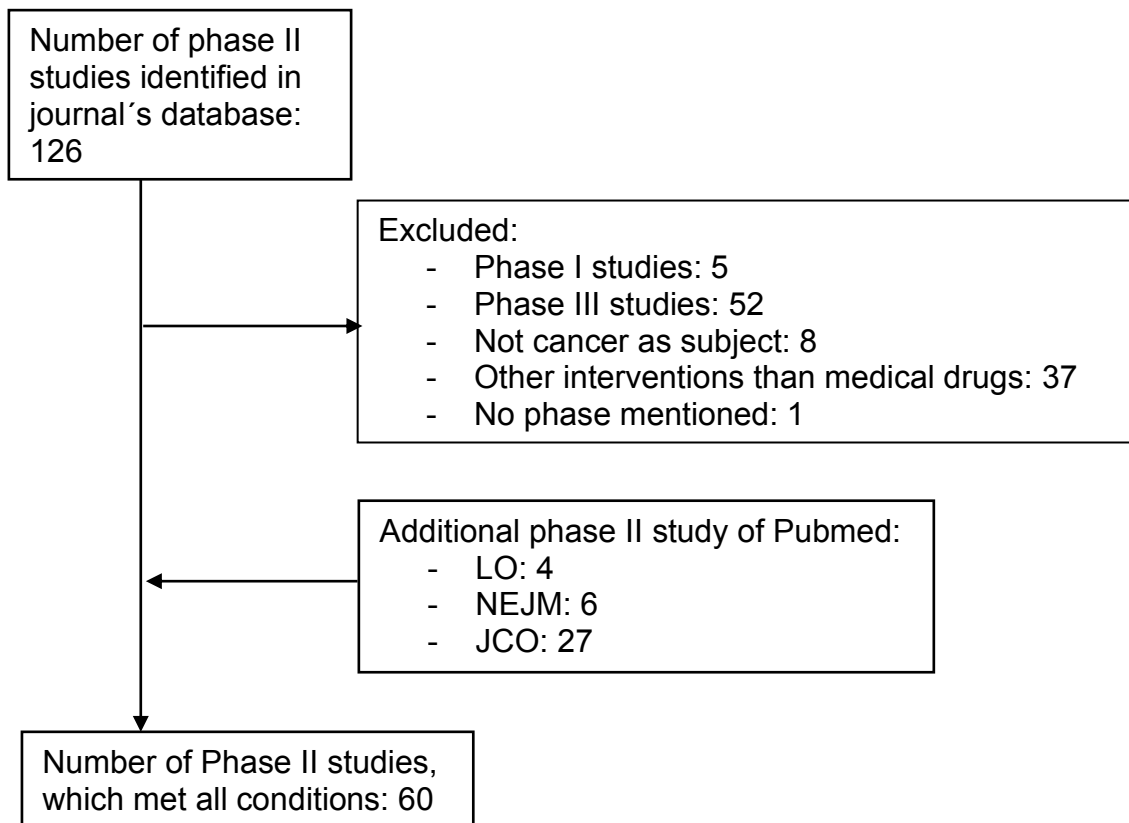 Number of phase II
studies identified in
journal´s database:
126
Excluded:
- Phase I studies: 5
- Phase III studies: 52
- Not cancer as subject: 8
- Other interventions than medical drugs: 37
- No phase mentioned: 1
Additional phase II study of Pubmed:
- LO: 4
- NEJM: 6
- JCO: 27
Number of Phase II studies,
which met all conditions: 60